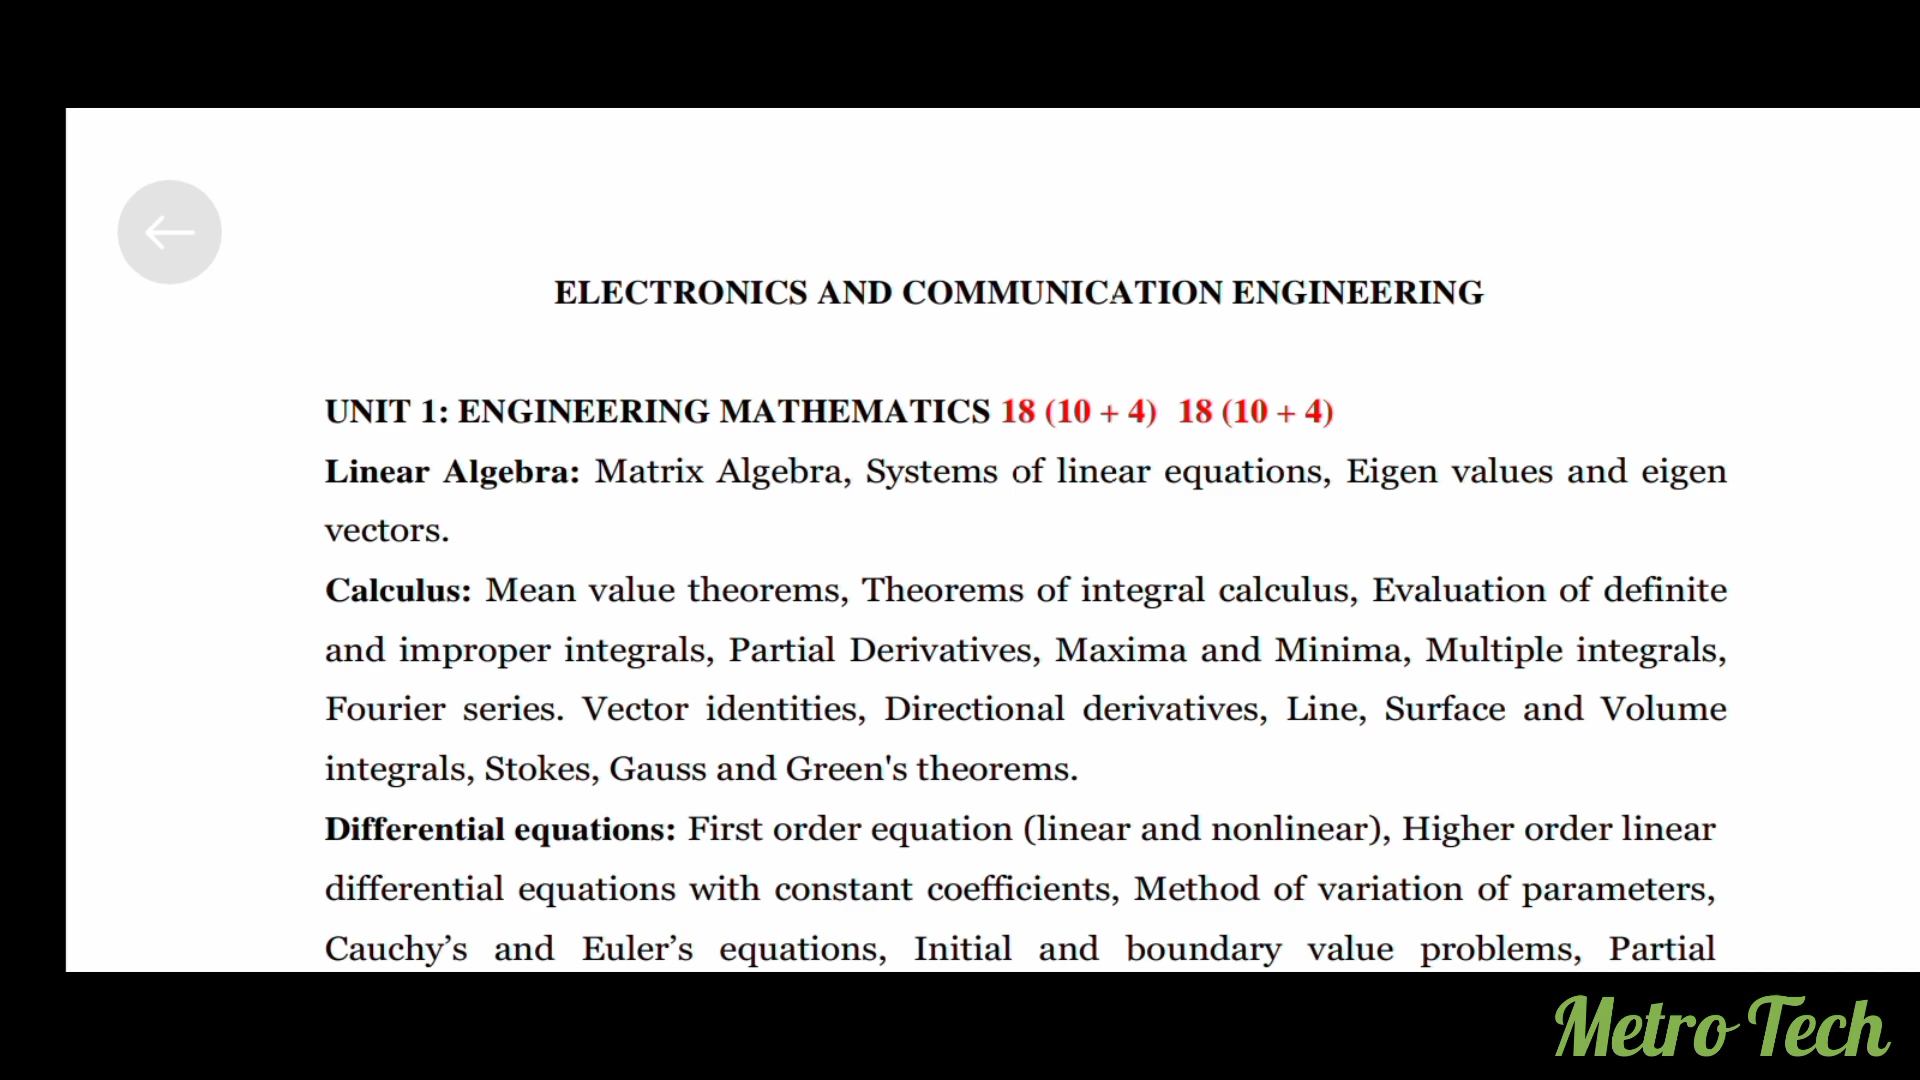 ELECTRONICS AND COMMUNICATION ENGINEERING
UNIT 1: ENGINEERING MATHEMATICS 18 (10 + 4) 18 (10 + 4)
Linear Algebra: Matrix Algebra, Systems of linear equations, Eigen values and eigen
vectors.
Calculus: Mean value theorems, Theorems of integral calculus, Evaluation of definite
and improper integrals, Partial Derivatives, Maxima and Minima, Multiple integrals,
Fourier series. Vector identities, Directional derivatives, Line, Surface and Volume
integrals, Stokes, Gauss and Green's theorems.
Differential equations: First order equation (linear and nonlinear), Higher order linear
differential equations with constant coefficients, Method of variation of parameters,
Cauchy’s and Euler’s equations, Initial and boundary value problems, Partial
Metro Tech